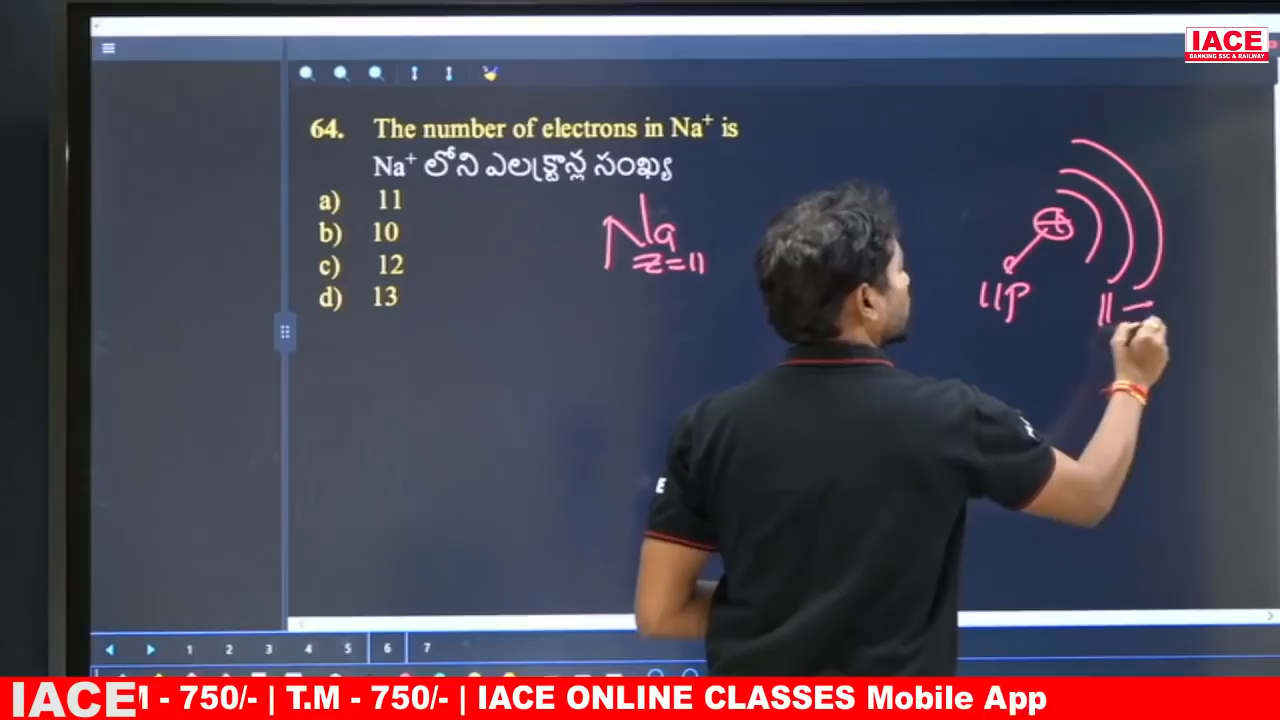 IACE
BANKING SSC & RAILWAY
64. The number of electrons in Na⁺ is
Na⁺ లోని ఎలక్ట్రాన్ల సంఖ్య
a) 11
b) 10
c) 12
d) 13
Na
z=11
11p
11
E
1 2 3 4 5 6 7
IACE - 750/- | T.M - 750/- | IACE ONLINE CLASSES Mobile App